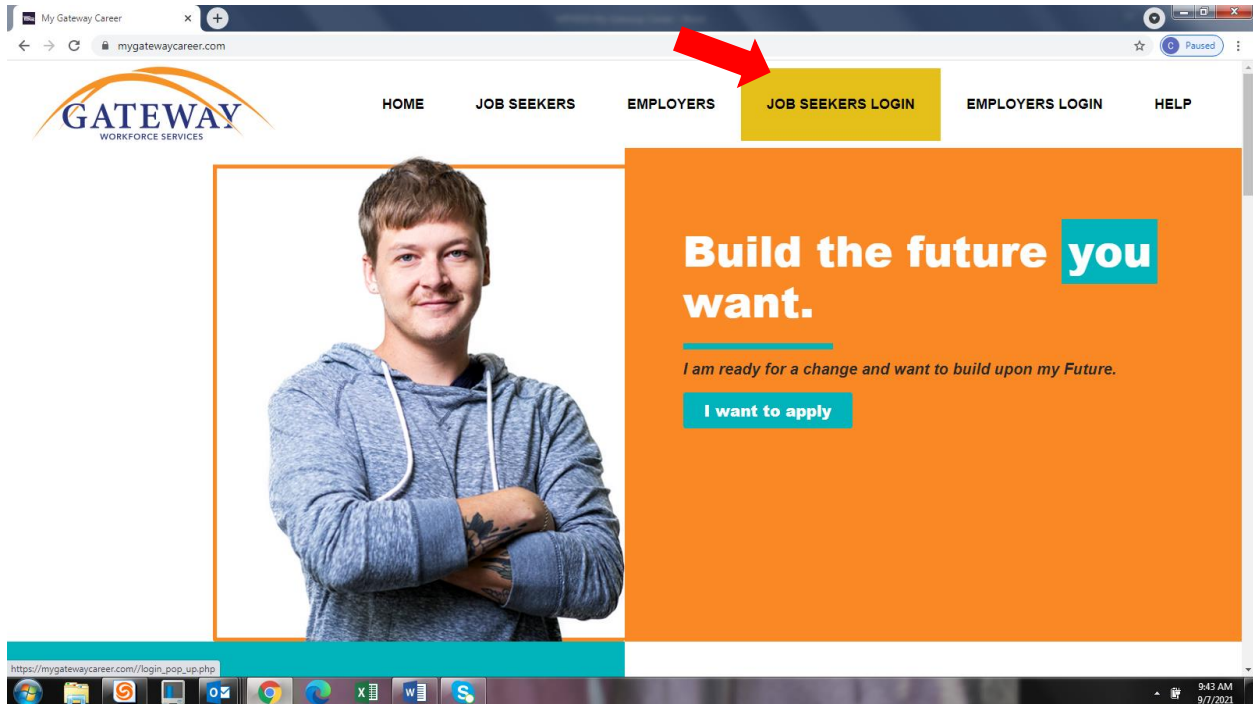 My Gateway Career
mygatewaycareer.com
C Paused
GATEWAY
WORKFORCE SERVICES
HOME JOB SEEKERS EMPLOYERS JOB SEEKERS LOGIN EMPLOYERS LOGIN HELP
Build the future you
want.
I am ready for a change and want to build upon my Future.
I want to apply
https://mygatewaycareer.com//login_pop_up.php
9:43 AM
9/7/2021